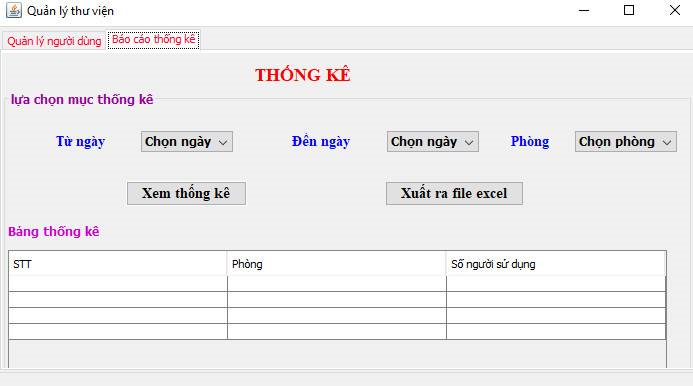 Quản lý thư viện
Quản lý người dùng Báo cáo thống kê
THỐNG KÊ
lựa chọn mục thống kê
Từ ngày Chọn ngày Đến ngày Chọn ngày Phòng Chọn phòng
Xem thống kê Xuất ra file excel
Bảng thống kê
STT Phòng Số người sử dụng